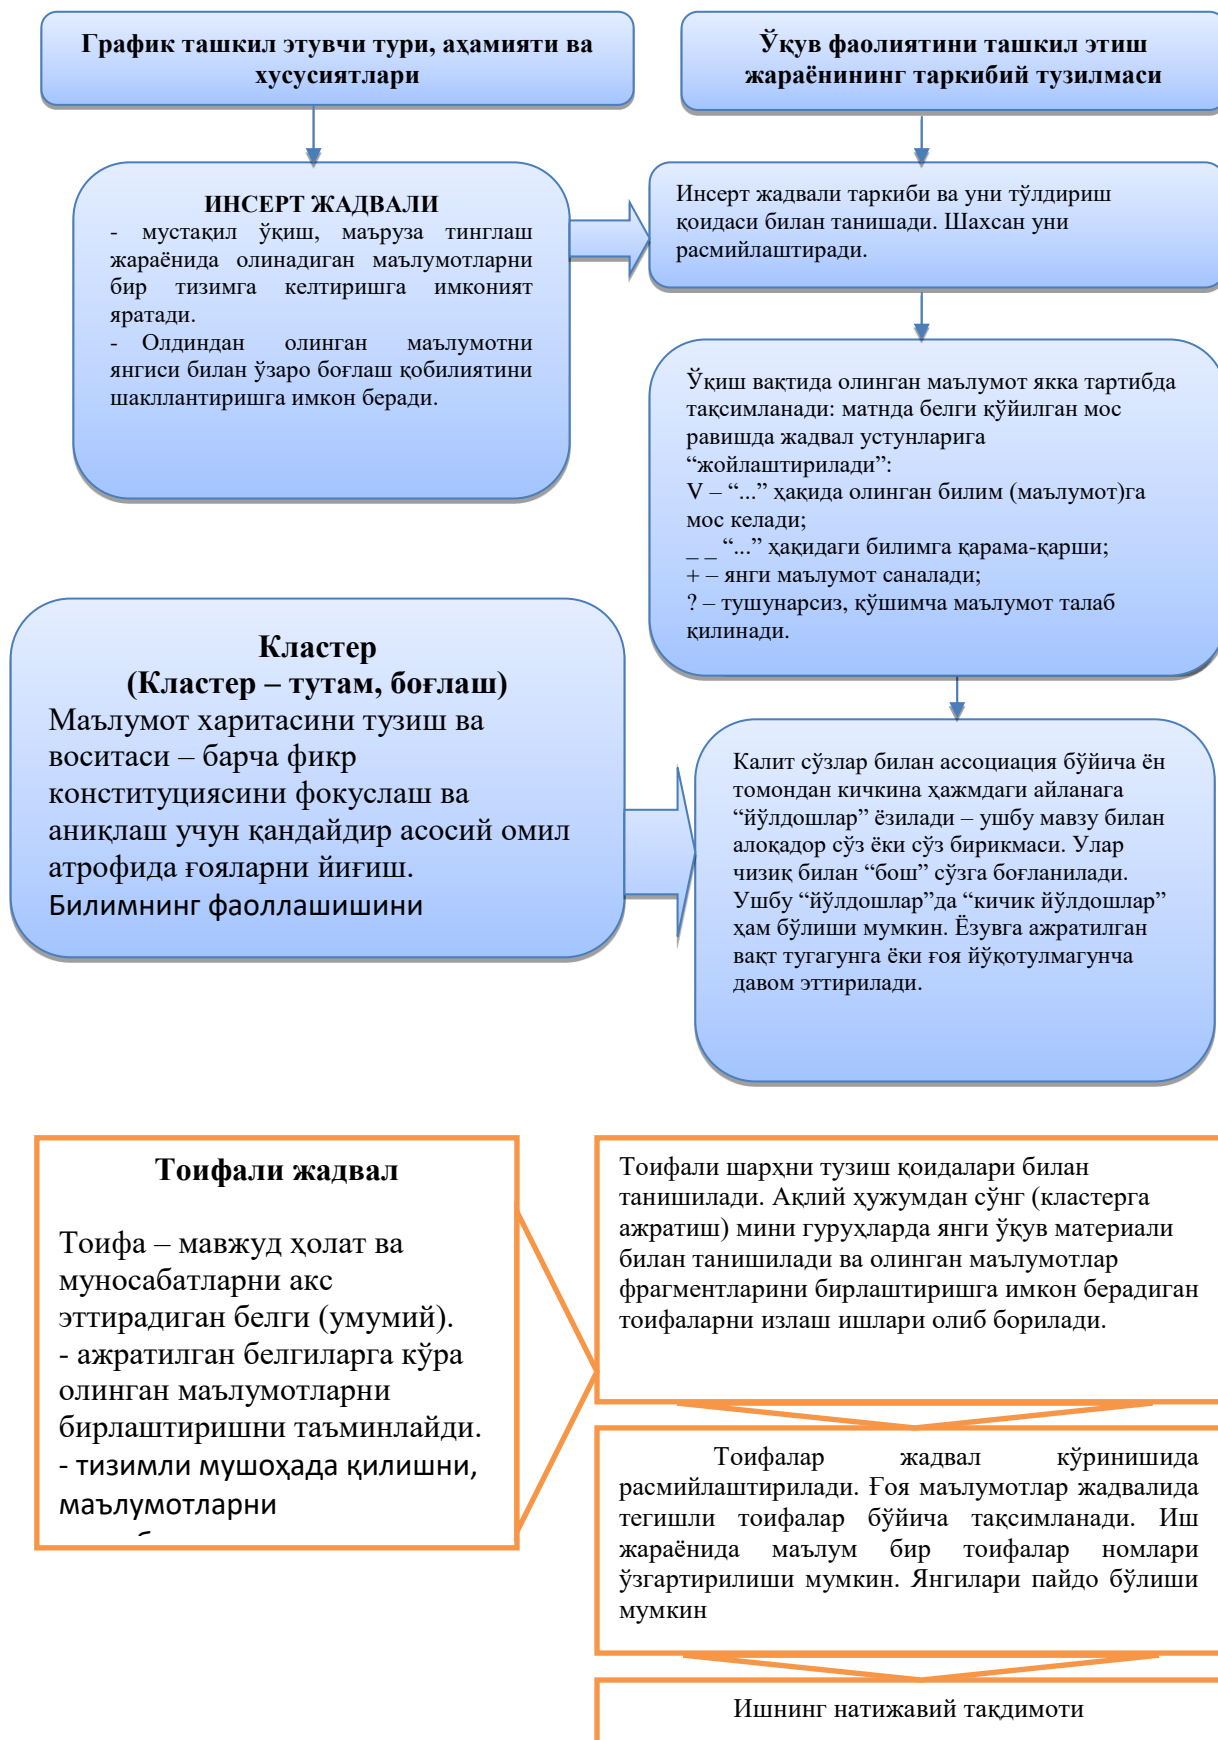 График ташкил этувчи тури, аҳамияти ва
хусусиятлари
Ўқув фаолиятини ташкил этиш
жараёнининг таркибий тузилмаси
ИНСЕРТ ЖАДВАЛИ
- мустақил ўқиш, маъруза тинглаш
жараёнида олинадиган маълумотларни
бир тизимга келтиришга имконият
яратади.
- Олдиндан олинган маълумотни
янгиси билан ўзаро боғлаш қобилиятини
шакллантиришга имкон беради.
Инсерт жадвали таркиби ва уни тўлдириш
қоидаси билан танишади. Шахсан уни
расмийлаштиради.
Ўқиш вақтида олинган маълумот якка тартибда
тақсимланади: матнда белги қўйилган мос
равишда жадвал устунларига
“жойлаштирилади”:
V – “...” ҳақида олинган билим (маълумот)га
мос келади;
_ _ “...” ҳақидаги билимга қарама-қарши;
+ – янги маълумот саналади;
? – тушунарсиз, қўшимча маълумот талаб
қилинади.
Кластер
(Кластер – тутам, боғлаш)
Маълумот харитасини тузиш ва
воситаси – барча фикр
конституциясини фокуслаш ва
аниқлаш учун қандайдир асосий омил
атрофида ғояларни йиғиш.
Билимнинг фаоллашишини
Калит сўзлар билан ассоциация бўйича ён
томондан кичкина ҳажмдаги айланага
“йўлдошлар” ёзилади – ушбу мавзу билан
алоқадор сўз ёки сўз бирикмаси. Улар
чизиқ билан “бош” сўзга боғланилади.
Ушбу “йўлдошлар”да “кичик йўлдошлар”
ҳам бўлиши мумкин. Ёзувга ажратилган
вақт тугагунга ёки ғоя йўқотулмагунча
давом эттирилади.
Тоифали жадвал
Тоифа – мавжуд ҳолат ва
муносабатларни акс
эттирадиган белги (умумий).
- ажратилган белгиларга кўра
олинган маълумотларни
бирлаштиришни таъминлайди.
- тизимли мушоҳада қилишни,
маълумотларни
Тоифали шарҳни тузиш қоидалари билан
танишилади. Ақлий ҳужумдан сўнг (кластерга
ажратиш) мини гуруҳларда янги ўқув материали
билан танишилади ва олинган маълумотлар
фрагментларини бирлаштиришга имкон берадиган
тоифаларни излаш ишлари олиб борилади.
Тоифалар жадвал кўринишида
расмийлаштирилади. Ғоя маълумотлар жадвалида
тегишли тоифалар бўйича тақсимланади. Иш
жараёнида маълум бир тоифалар номлари
ўзгартирилиши мумкин. Янгилари пайдо бўлиши
мумкин
Ишнинг натижавий тақдимоти